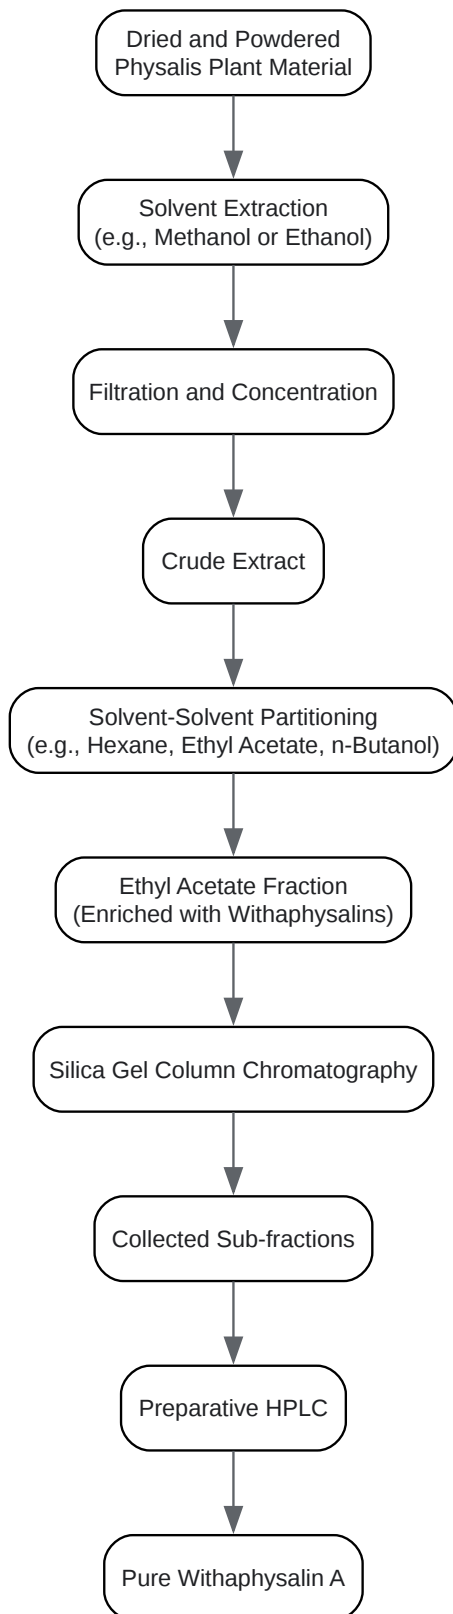 Dried and Powdered
Physalis Plant Material
Solvent Extraction
(e.g., Methanol or Ethanol)
Filtration and Concentration
Crude Extract
Solvent-Solvent Partitioning
(e.g., Hexane, Ethyl Acetate, n-Butanol)
Ethyl Acetate Fraction
(Enriched with Withaphysalins)
Silica Gel Column Chromatography
Collected Sub-fractions
Preparative HPLC
Pure Withaphysalin A